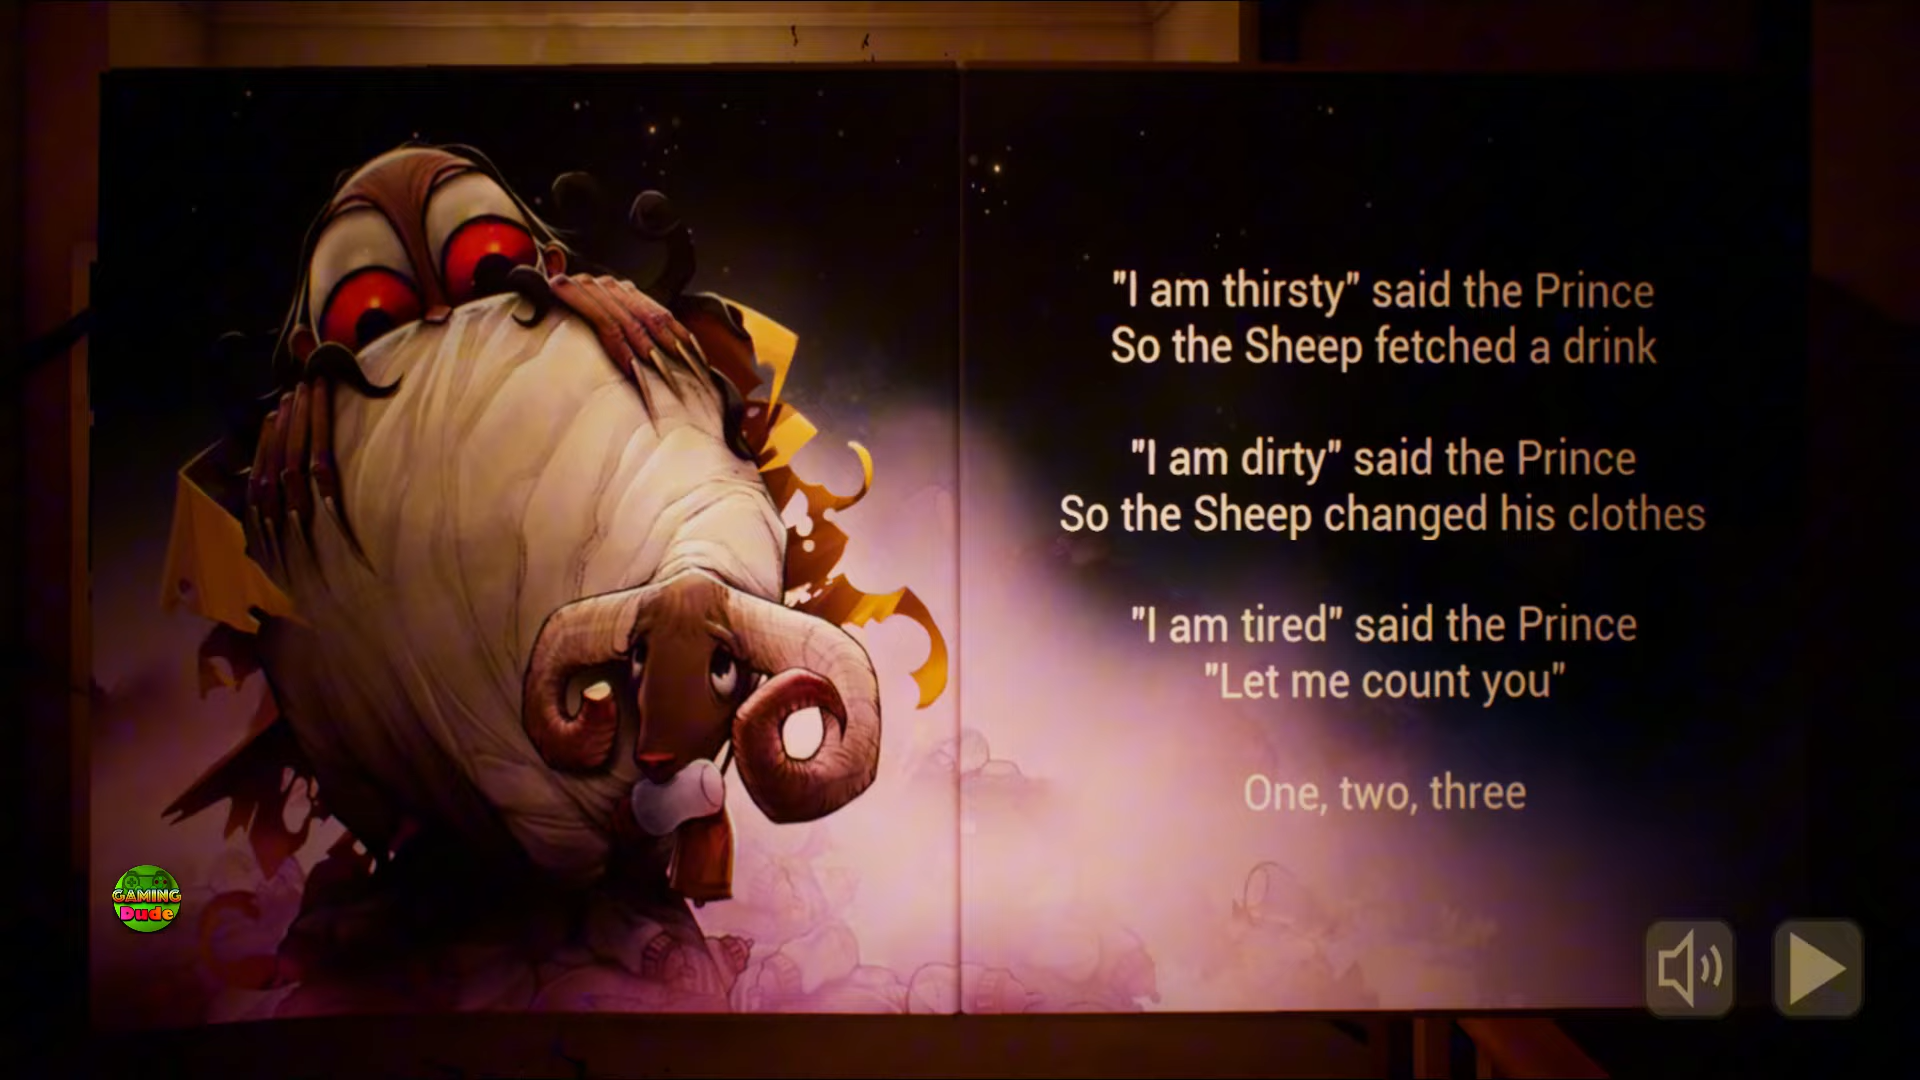 "I am thirsty" said the Prince
So the Sheep fetched a drink
"I am dirty" said the Prince
So the Sheep changed his clothes
"I am tired" said the Prince
"Let me count you"
One, two, three
GAMING
Dude